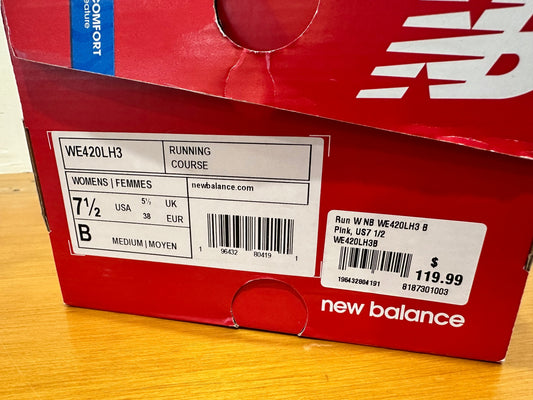 COMFORT
feature
WE420LH3
RUNNING
COURSE
WOMENS | FEMMES
newbalance.com
7½ USA 5½ UK
38 EUR
B MEDIUM | MOYEN
1 96432 80419 1
Run W NB WE420LH3 B
Pink, US7 1/2
WE420LH3B
$
119.99
196432804191
8187301003
new balance